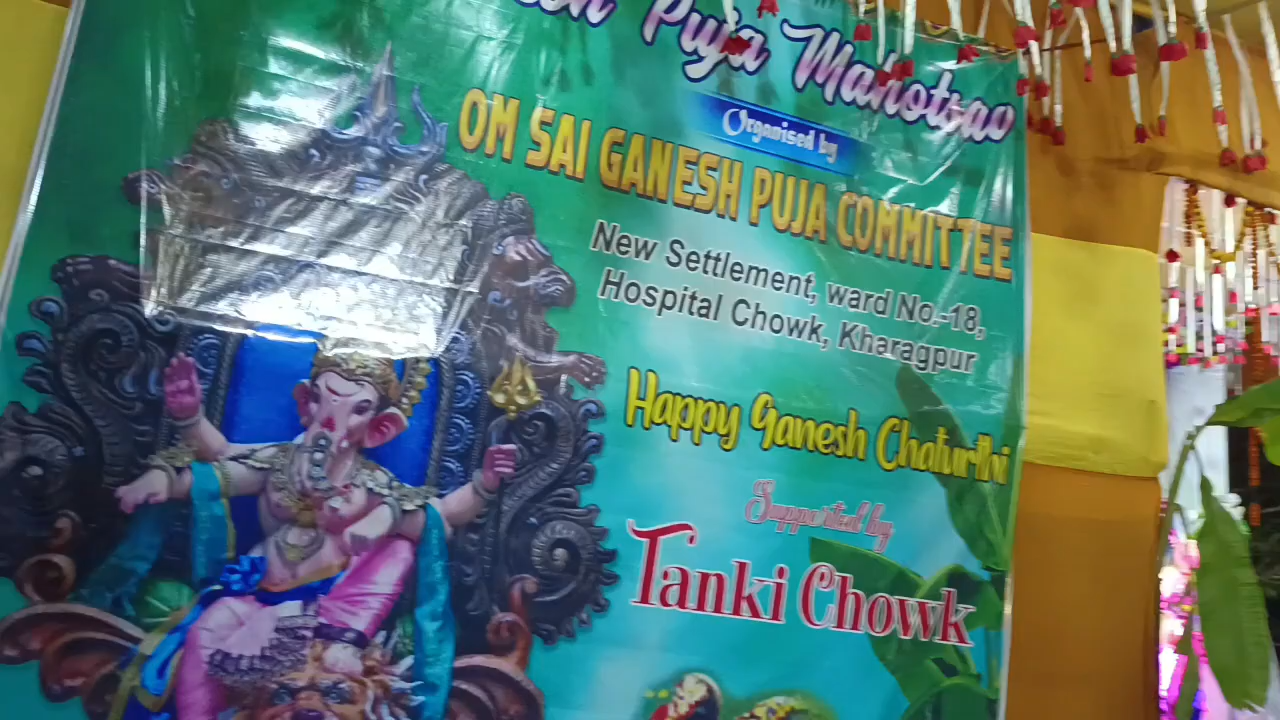 Puja Mahotsav
Organised by
OM SAI GANESH PUJA COMMITTEE
New Settlement, ward No.-18,
Hospital Chowk, Kharagpur
Happy Ganesh Chaturthi
Supported by
Tanki Chowk